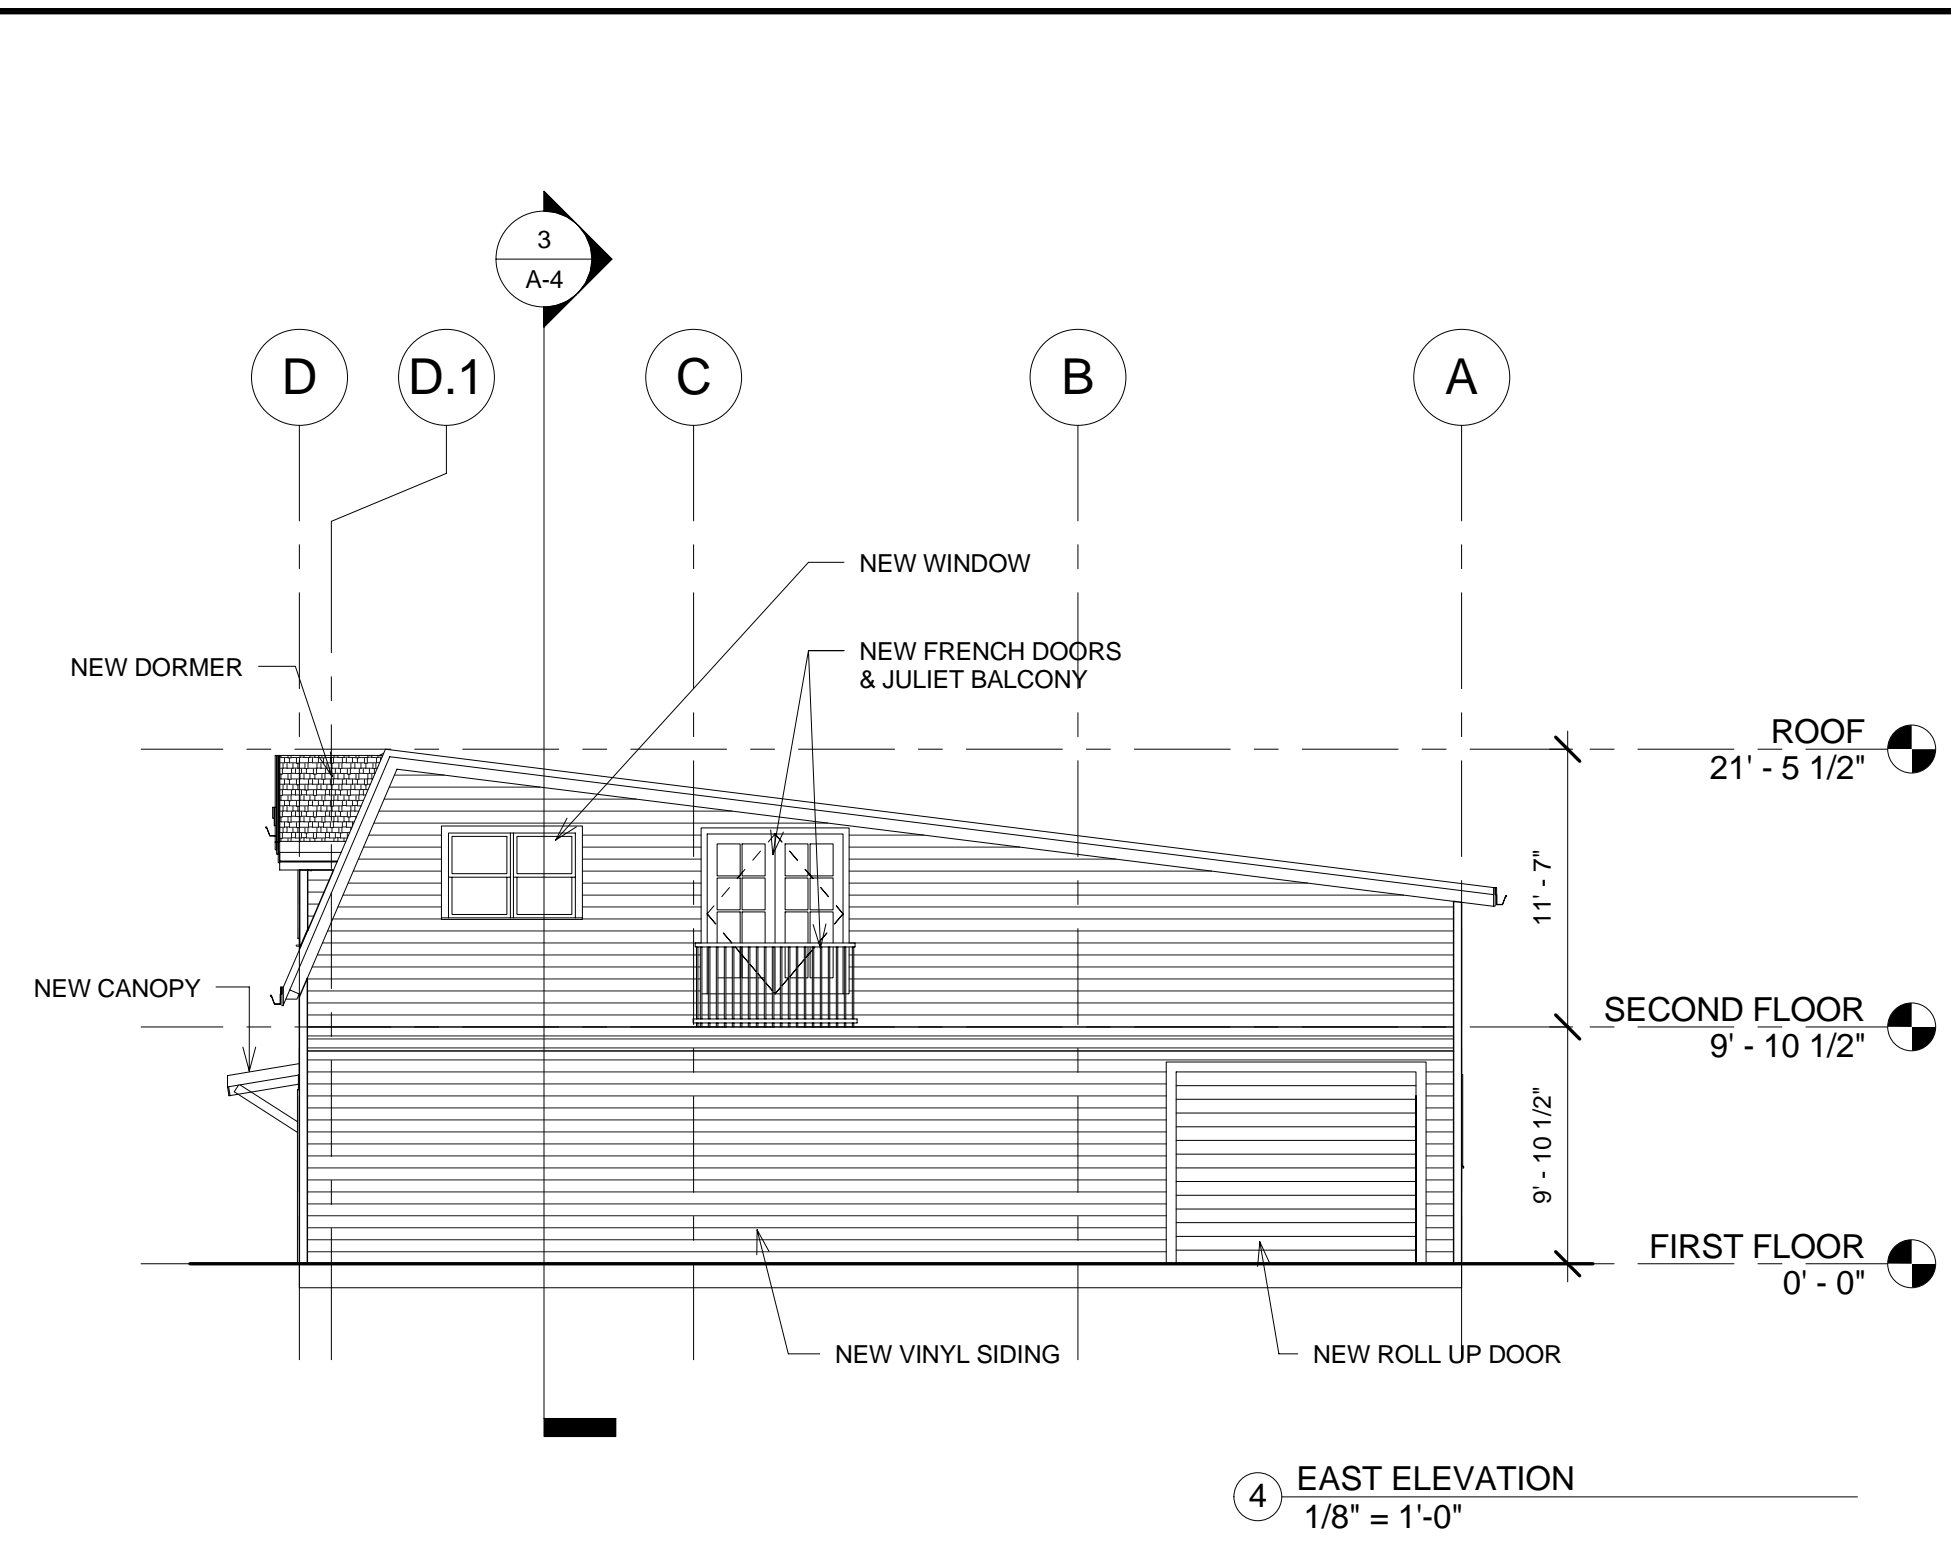 3
A-4
D
D.1
C
B
A
NEW WINDOW
NEW FRENCH DOORS
& JULIET BALCONY
NEW DORMER
ROOF
21' - 5 1/2"
11' - 7"
NEW CANOPY
SECOND FLOOR
9' - 10 1/2"
9' - 10 1/2"
FIRST FLOOR
0' - 0"
NEW VINYL SIDING
NEW ROLL UP DOOR
4
EAST ELEVATION
1/8" = 1'-0"